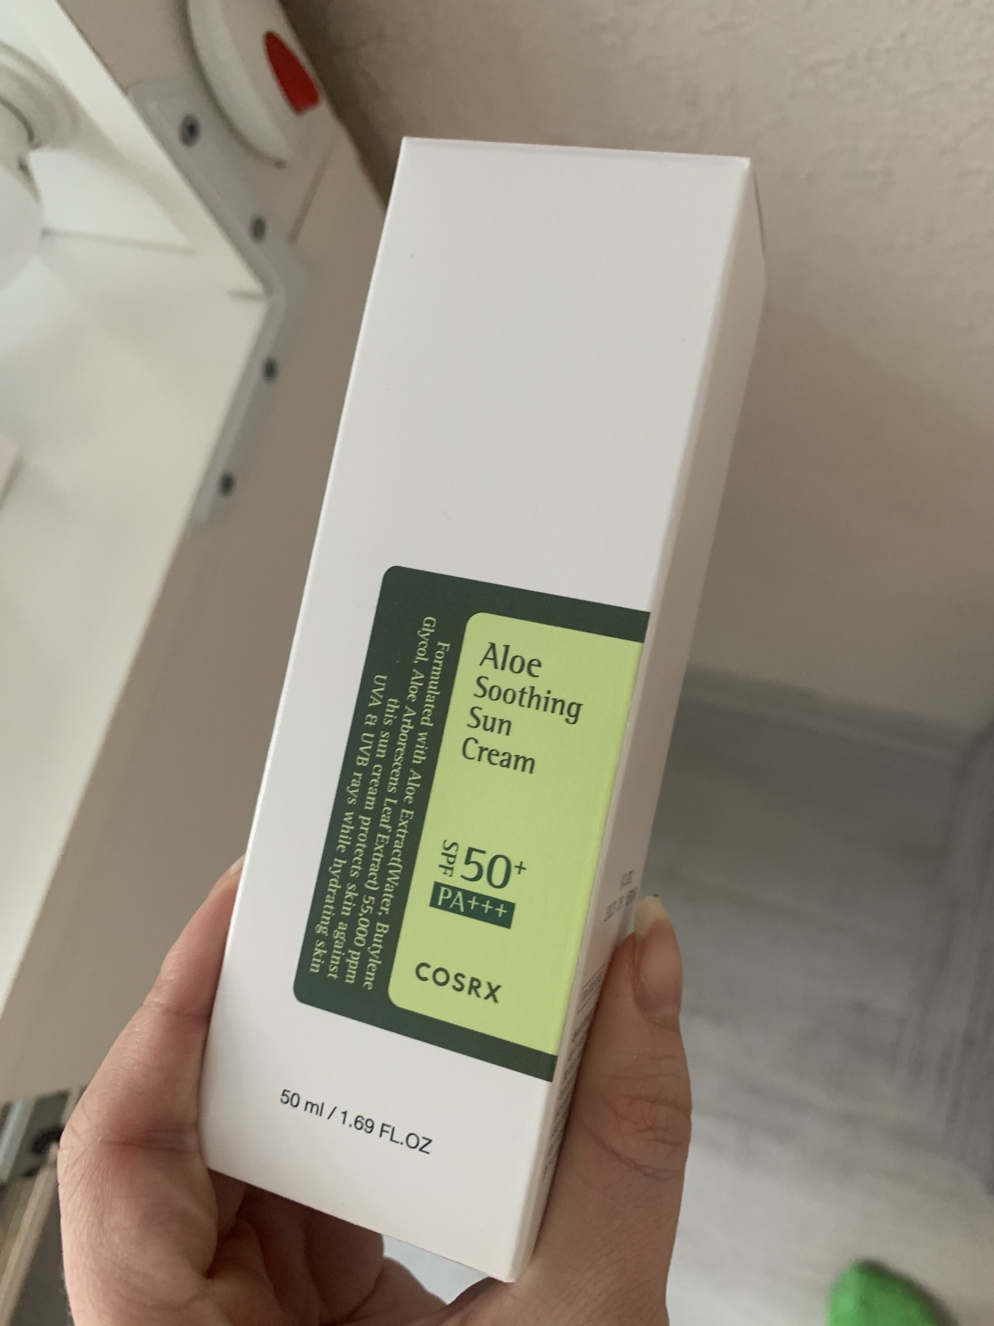 Aloe
Soothing
Sun
Cream
SPF 50+
PA+++
COSRX
Formulated with Aloe Extract(Water, Butylene
Glycol, Aloe Arborescens Leaf Extract) 55,000 ppm
this sun cream protects skin against
UVA & UVB rays while hydrating skin
50 ml / 1.69 FL.OZ